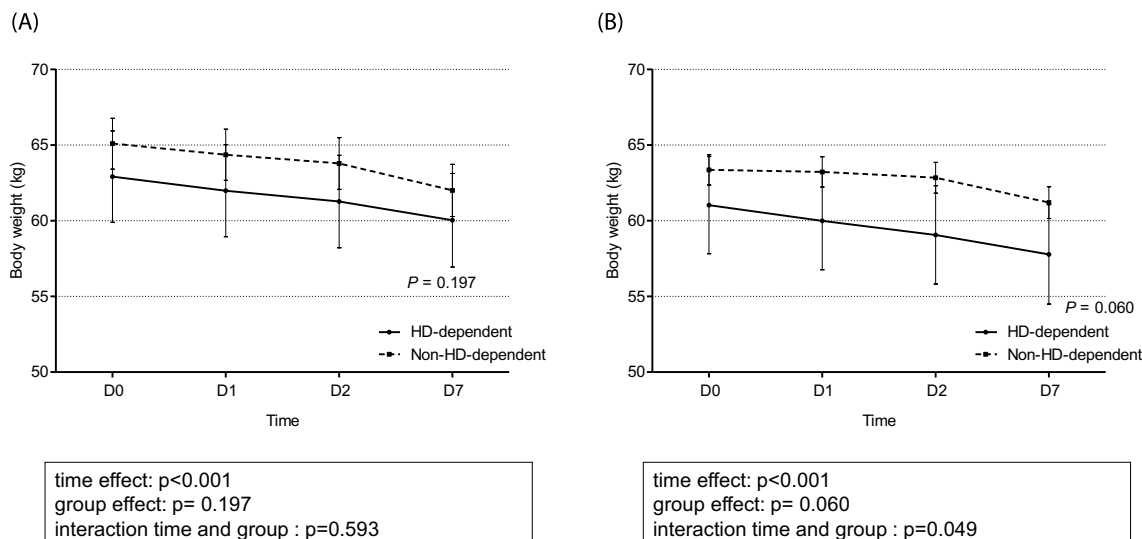 (A)
70
65
60
55
50
Body weight (kg)
P = 0.197
HD-dependent
Non-HD-dependent
D0 D1 D2 D7
Time
time effect: p<0.001
group effect: p= 0.197
interaction time and group : p=0.593
(B)
70
65
60
55
50
Body weight (kg)
P = 0.060
HD-dependent
Non-HD-dependent
D0 D1 D2 D7
Time
time effect: p<0.001
group effect: p= 0.060
interaction time and group : p=0.049